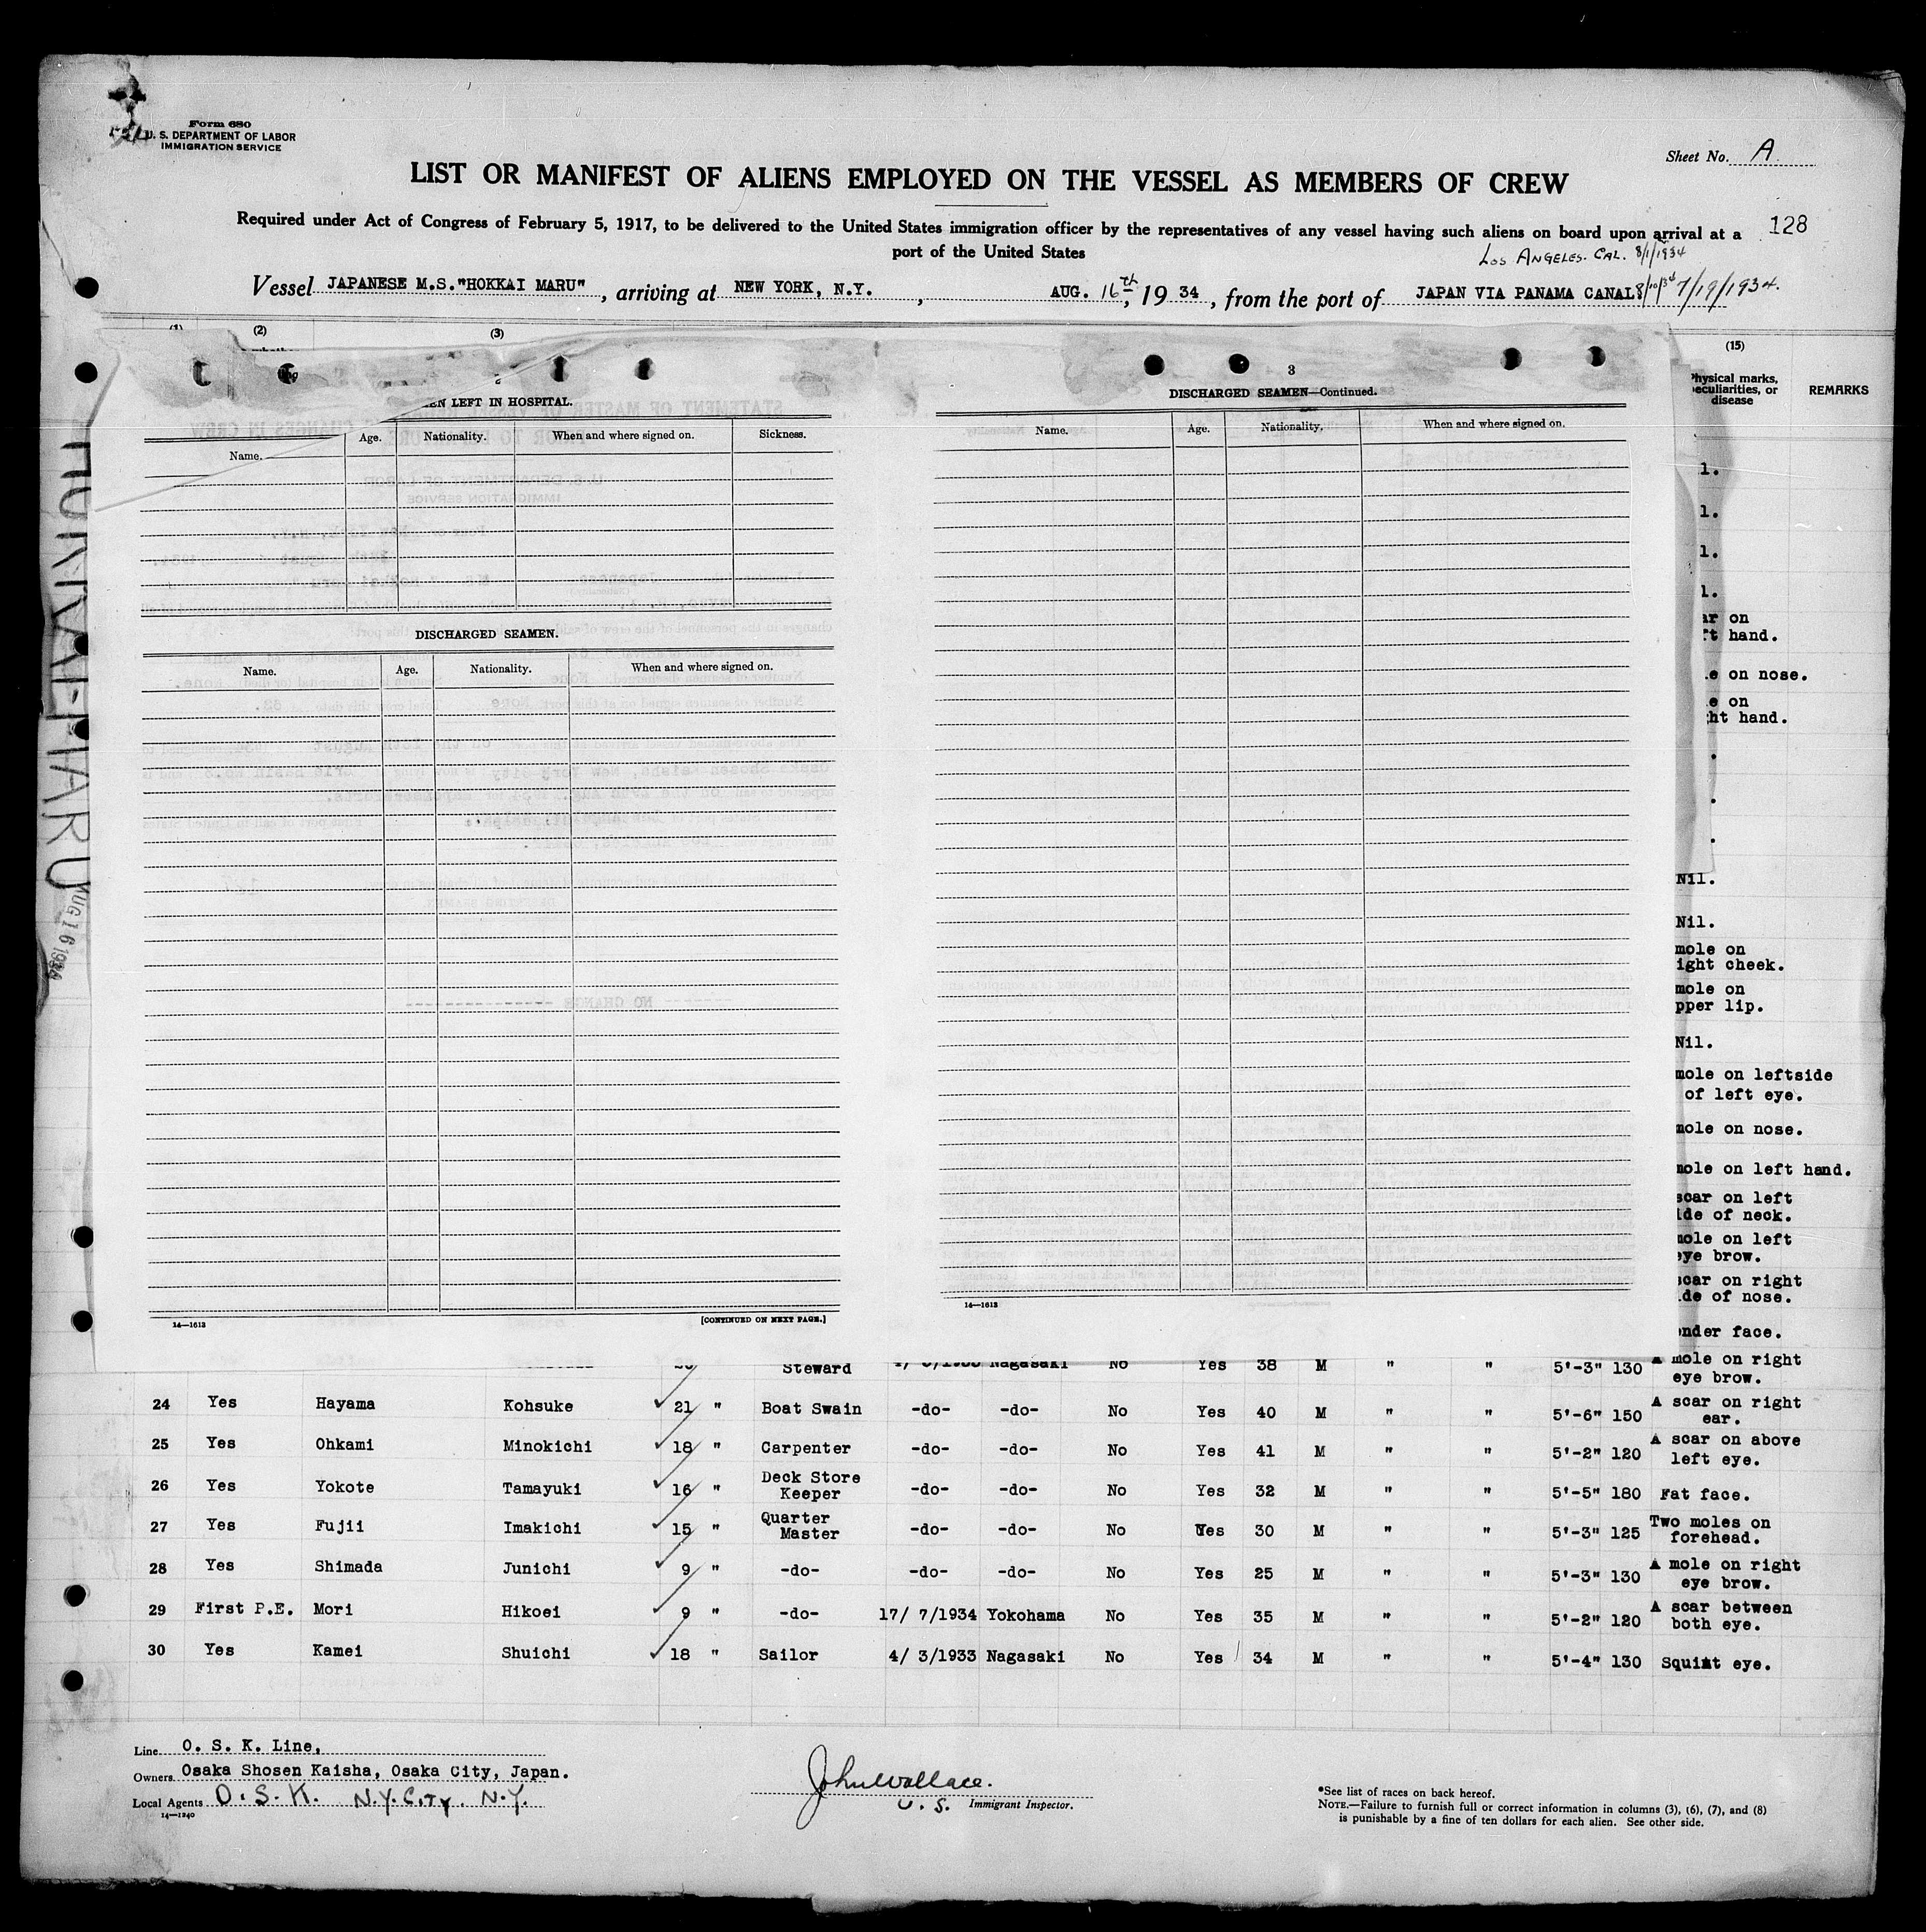 Form 680
U. S. DEPARTMENT OF LABOR
IMMIGRATION SERVICE
Sheet No. A
LIST OR MANIFEST OF ALIENS EMPLOYED ON THE VESSEL AS MEMBERS OF CREW
Required under Act of Congress of February 5, 1917, to be delivered to the United States immigration officer by the representatives of any vessel having such aliens on board upon arrival at a
port of the United States
128
Los Angeles. Cal. 8/1/1934
Vessel JAPANESE M.S."HOKKAI MARU", arriving at NEW YORK, N.Y., AUG. 16th, 1934, from the port of JAPAN VIA PANAMA CANAL 7/19/1934.
(1) (2) (3) (15)
Physical marks, peculiarities, or disease
REMARKS
HOKKAI MARU
AUG 16 1934
LEFT IN HOSPITAL.
Name. Age. Nationality. When and where signed on. Sickness.
DISCHARGED SEAMEN.
Name. Age. Nationality. When and where signed on.
14—1613 [CONTINUED ON NEXT PAGE.]
3
DISCHARGED SEAMEN—Continued.
Name. Age. Nationality. When and where signed on.
14—1613
l.
l.
l.
l.
on
hand.
on nose.
on
hand.
Nil.
Nil.
mole on
cheek.
mole on
lip.
Nil.
mole on leftside
of left eye.
mole on nose.
mole on left hand.
scar on left
of neck.
mole on left
eye brow.
scar on right
of nose.
face.
Steward Nagasaki No Yes 38 M " " 5'-3" 130 A mole on right
eye brow.
24 Yes Hayama Kohsuke 21 " Boat Swain -do- -do- No Yes 40 M " " 5'-6" 150 A scar on right
ear.
25 Yes Ohkami Minokichi 18 " Carpenter -do- -do- No Yes 41 M " " 5'-2" 120 A scar on above
left eye.
26 Yes Yokote Tamayuki 16 " Deck Store
Keeper -do- -do- No Yes 32 M " " 5'-5" 180 Fat face.
27 Yes Fujii Imakichi 15 " Quarter
Master -do- -do- No Yes 30 M " " 5'-3" 125 Two moles on
forehead.
28 Yes Shimada Junichi 9 " -do- -do- -do- No Yes 25 M " " 5'-3" 130 A mole on right
eye brow.
29 First P.E. Mori Hikoei 9 " -do- 17/ 7/1934 Yokohama No Yes 35 M " " 5'-2" 120 A scar between
both eye.
30 Yes Kamei Shuichi 18 " Sailor 4/ 3/1933 Nagasaki No Yes 34 M " " 5'-4" 130 Squint eye.
Line O. S. K. Line,
Owners Osaka Shosen Kaisha, Osaka City, Japan.
Local Agents O. S. K. N.Y. City. N.Y.
14—1240
John Wallace.
U. S. Immigrant Inspector.
*See list of races on back hereof.
NOTE.—Failure to furnish full or correct information in columns (3), (6), (7), and (8)
is punishable by a fine of ten dollars for each alien. See other side.